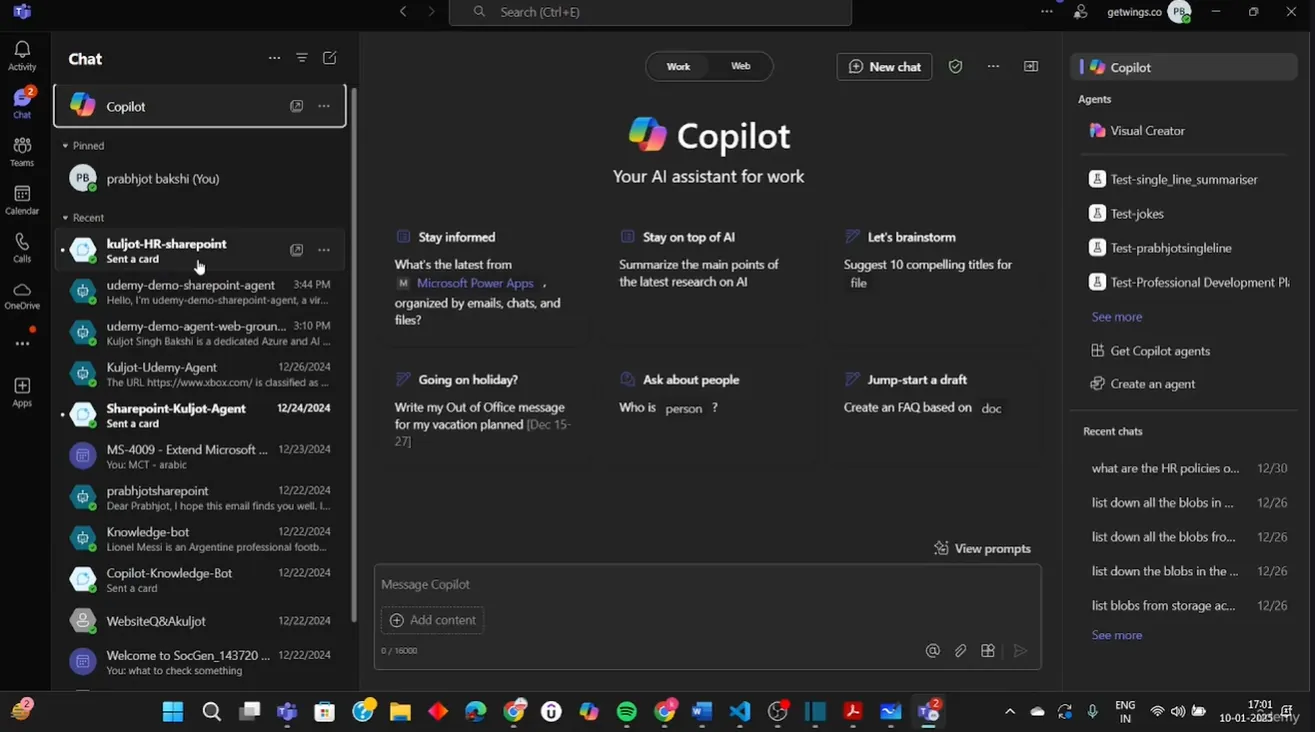 Search (Ctrl+E)
getwings.co
PB
Activity
2
Chat
Teams
Calendar
Calls
OneDrive
Apps
Chat
Copilot
Pinned
PB
prabhjot bakshi (You)
Recent
kuljot-HR-sharepoint
Sent a card
udemy-demo-sharepoint-agent 3:44 PM
Hello, I'm udemy-demo-sharepoint-agent, a vir...
udemy-demo-agent-web-groun... 3:10 PM
Kuljot Singh Bakshi is a dedicated Azure and AI ...
Kuljot-Udemy-Agent 12/26/2024
The URL https://www.xbox.com/ is classified as ...
Sharepoint-Kuljot-Agent 12/24/2024
Sent a card
MS-4009 - Extend Microsoft ... 12/23/2024
You: MCT - arabic
prabhjotsharepoint 12/22/2024
Dear Prabhjot, I hope this email finds you well. I...
Knowledge-bot 12/22/2024
Lionel Messi is an Argentine professional footb...
Copilot-Knowledge-Bot 12/22/2024
Sent a card
WebsiteQ&Akuljot 12/22/2024
Welcome to SocGen_143720 ... 12/22/2024
You: what to check something
Work Web
New chat
Copilot
Your AI assistant for work
Stay informed
What's the latest from
M Microsoft Power Apps ,
organized by emails, chats, and
files?
Stay on top of AI
Summarize the main points of
the latest research on AI
Let's brainstorm
Suggest 10 compelling titles for
file
Going on holiday?
Write my Out of Office message
for my vacation planned [Dec 15-
27]
Ask about people
Who is person ?
Jump-start a draft
Create an FAQ based on doc
View prompts
Message Copilot
Add content
0 / 16000
Copilot
Agents
Visual Creator
Test-single_line_summariser
Test-jokes
Test-prabhjotsingleline
Test-Professional Development Pl
See more
Get Copilot agents
Create an agent
Recent chats
what are the HR policies o... 12/30
list down all the blobs in ... 12/26
list down all the blobs fro... 12/26
list down the blobs in the ... 12/26
list blobs from storage ac... 12/26
See more
2
2
ENG
IN
17:01
10-01-2025
Udemy